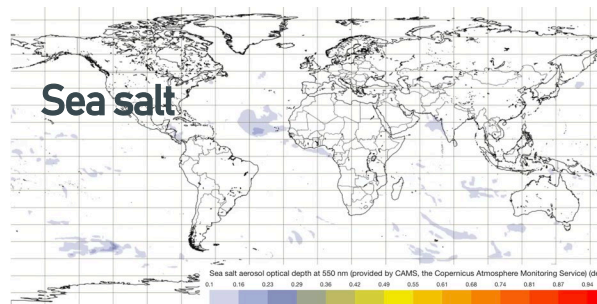 Sea salt
Sea salt aerosol optical depth at 550 nm (provided by CAMS, the Copernicus Atmosphere Monitoring Service) (de
0.1 0.16 0.23 0.29 0.36 0.42 0.49 0.55 0.61 0.68 0.74 0.81 0.87 0.94